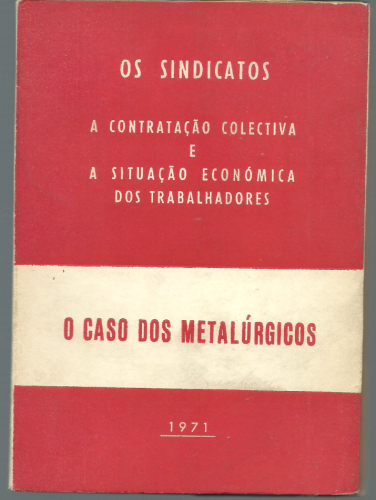 OS SINDICATOS
A CONTRATAÇÃO COLECTIVA
E
A SITUAÇÃO ECONÓMICA
DOS TRABALHADORES
O CASO DOS METALÚRGICOS
1971